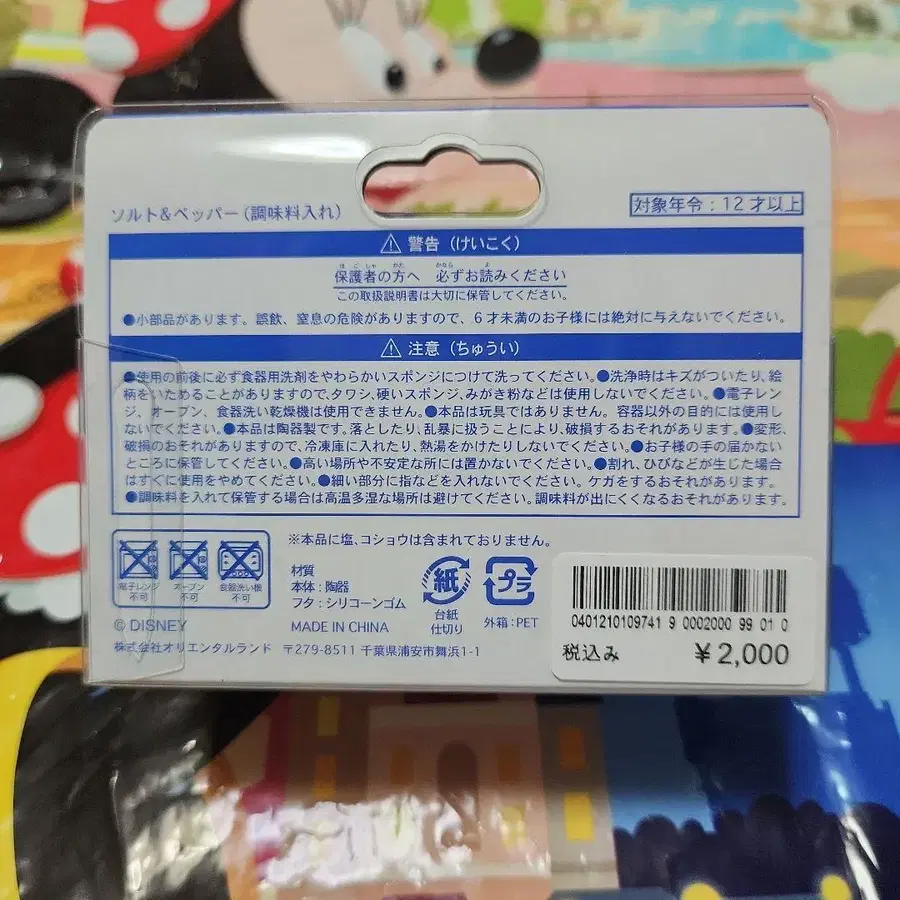 ソルト&ペッパー(調味料入れ)
対象年令:12才以上
⚠ 警告(けいこく)
保護者の方へ 必ずお読みください
この取扱説明書は大切に保管してください。
●小部品があります。誤飲、窒息の危険がありますので、6才未満のお子様には絶対に与えないでください。
⚠ 注意(ちゅうい)
●使用の前後に必ず食器用洗剤をやわらかいスポンジにつけて洗ってください。●洗浄時はキズがついたり、絵
柄をいためることがありますので、タワシ、硬いスポンジ、みがき粉などは使用しないでください。●電子レン
ジ、オーブン、食器洗い乾燥機は使用できません。●本品は玩具ではありません。容器以外の目的には使用し
ないでください。●本品は陶器製です。落としたり、乱暴に扱うことにより、破損するおそれがあります。●変形、
破損のおそれがありますので、冷凍庫に入れたり、熱湯をかけたりしないでください。●お子様の手の届かない
ところに保管してください。●高い場所や不安定な所には置かないでください。●割れ、ひびなどが生じた場合
はすぐに使用をやめてください。●細い部分に指などを入れないでください。ケガをするおそれがあります。
●調味料を入れて保管する場合は高温多湿な場所は避けてください。調味料が出にくくなるおそれがあります。
※本品に塩、コショウは含まれておりません。
電子レンジ
不可
オーブン
不可
食器洗い機
不可
材質
本体:陶器
フタ:シリコーンゴム
MADE IN CHINA
紙
台紙
仕切り
プラ
外箱:PET
0401210109741 9 0002000 99 01 0
税込み ¥2,000
© DISNEY
株式会社オリエンタルランド 〒279-8511 千葉県浦安市舞浜1-1